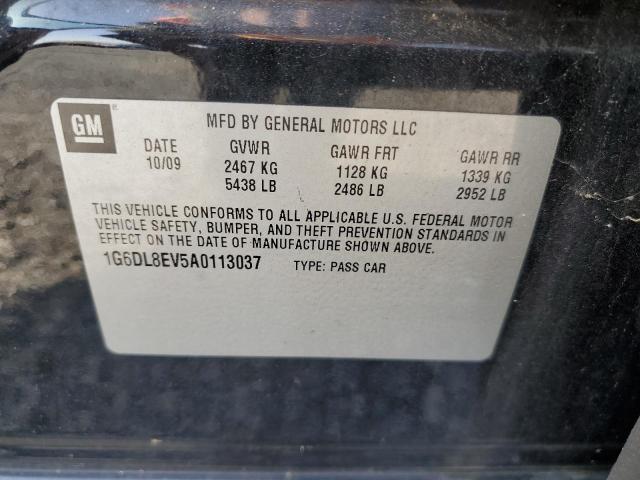 GM
MFD BY GENERAL MOTORS LLC
DATE GVWR GAWR FRT GAWR RR
10/09 2467 KG 1128 KG 1339 KG
5438 LB 2486 LB 2952 LB
THIS VEHICLE CONFORMS TO ALL APPLICABLE U.S. FEDERAL MOTOR
VEHICLE SAFETY, BUMPER, AND THEFT PREVENTION STANDARDS IN
EFFECT ON THE DATE OF MANUFACTURE SHOWN ABOVE.
1G6DL8EV5A0113037 TYPE: PASS CAR